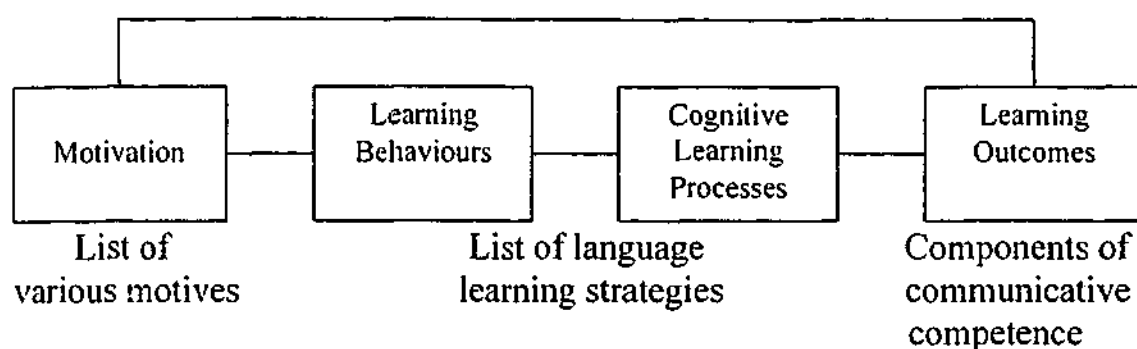 Motivation
Learning
Behaviours
Cognitive
Learning
Processes
Learning
Outcomes
List of
various motives
List of language
learning strategies
Components of
communicative
competence